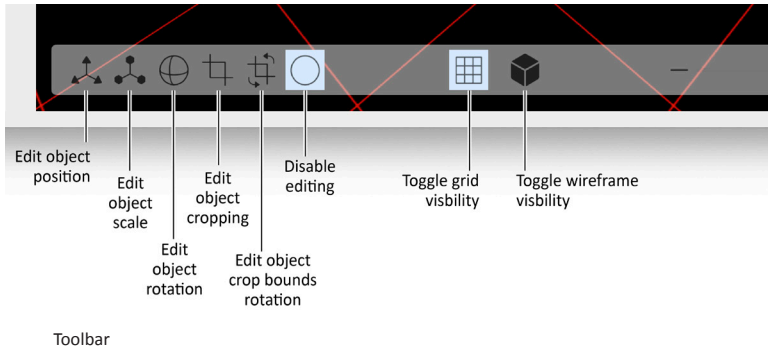 Edit object
position
Edit
object
scale
Edit
object
rotation
Edit
object
cropping
Edit object
crop bounds
rotation
Disable
editing
Toggle grid
visbility
Toggle wireframe
visbility
Toolbar